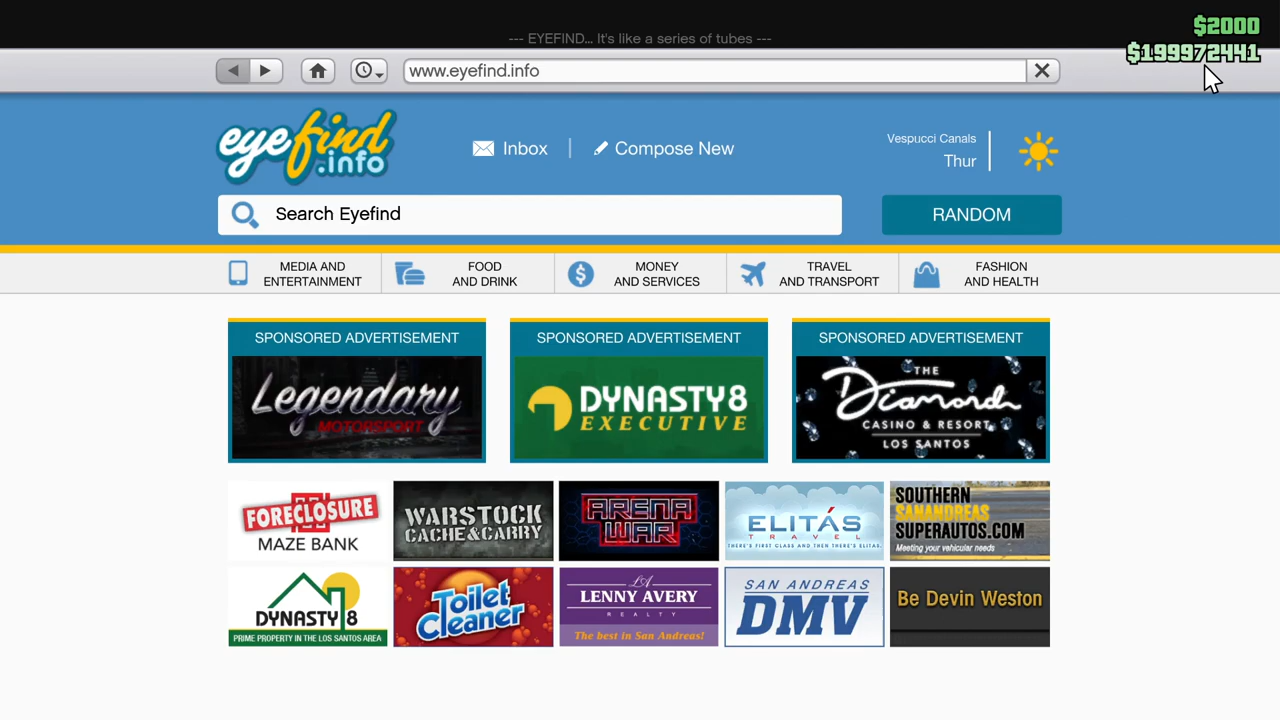 $2000
--- EYEFIND... It's like a series of tubes ---
$199972441
www.eyefind.info
eyefind
.info
Inbox
Compose New
Vespucci Canals
Thur
Search Eyefind
RANDOM
MEDIA AND
ENTERTAINMENT
FOOD
AND DRINK
MONEY
AND SERVICES
TRAVEL
AND TRANSPORT
FASHION
AND HEALTH
SPONSORED ADVERTISEMENT
Legendary
MOTORSPORT
SPONSORED ADVERTISEMENT
DYNASTY8
EXECUTIVE
SPONSORED ADVERTISEMENT
THE
Diamond
CASINO & RESORT
LOS SANTOS
FORECLOSURE
MAZE BANK
WARSTOCK
CACHE&CARRY
ARENA
WAR
ELITÁS
TRAVEL
THERE'S FIRST CLASS AND THEN THERE'S ELITAS.
SOUTHERN
SANANDREAS
SUPERAUTOS.COM
Meeting your vehicular needs
DYNASTY 8
PRIME PROPERTY IN THE LOS SANTOS AREA
Toilet
Cleaner
LA
LENNY AVERY
REALTY
The best in San Andreas!
SAN ANDREAS
DMV
Be Devin Weston